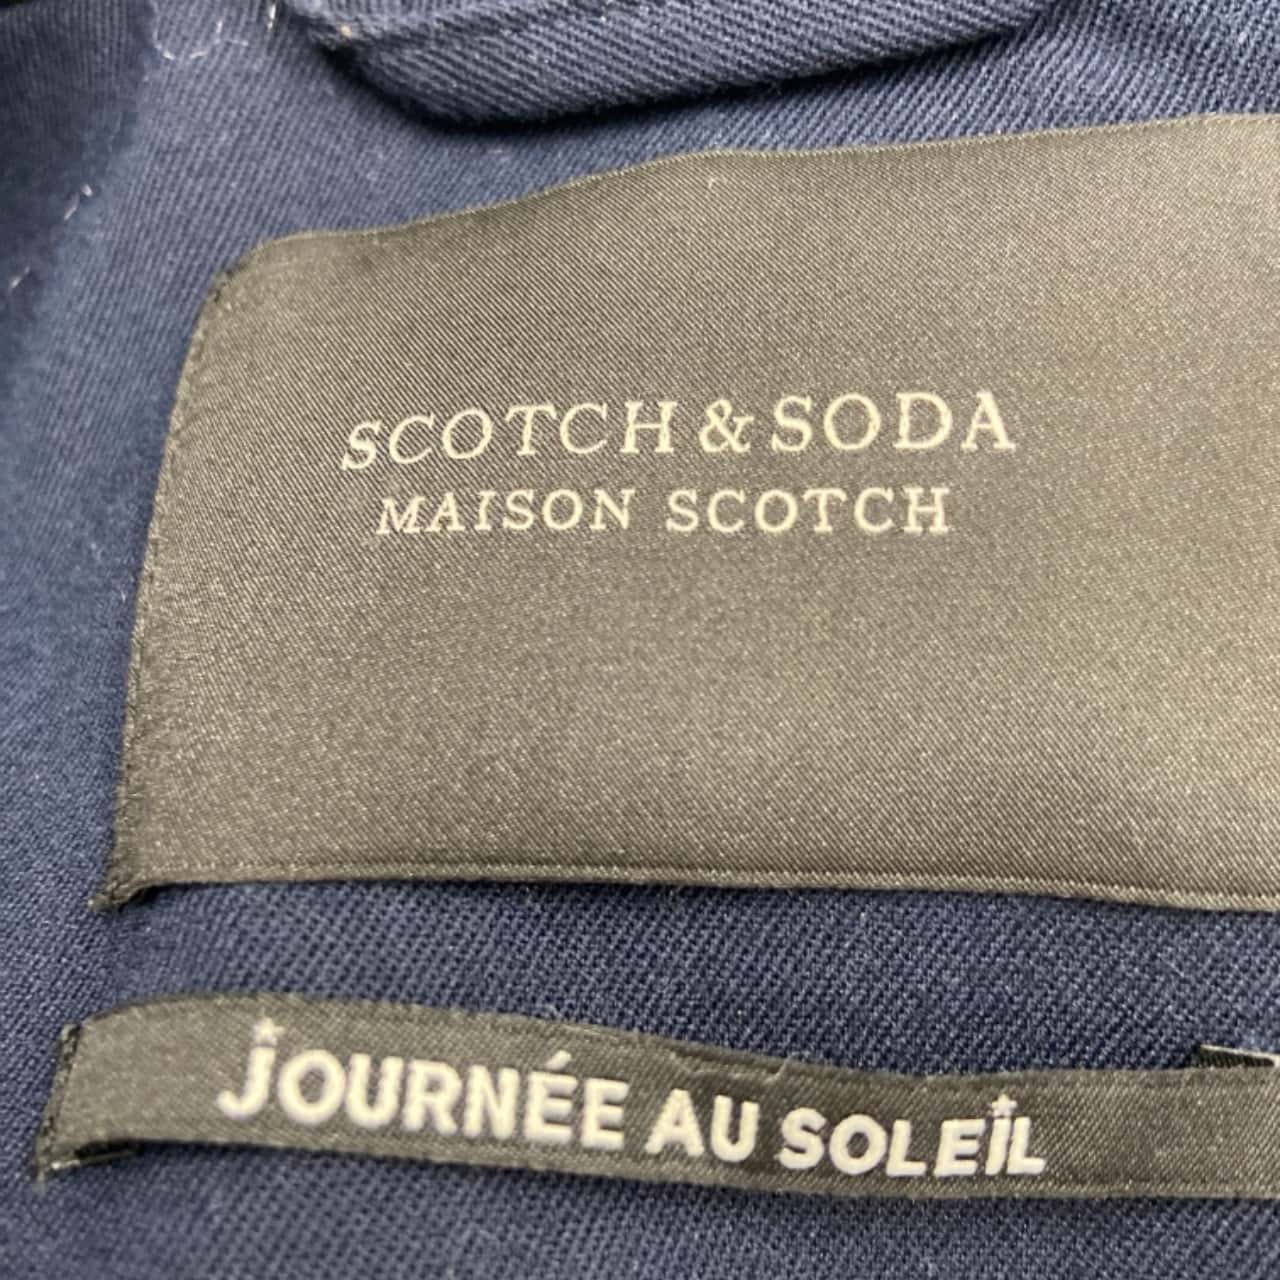 SCOTCH & SODA
MAISON SCOTCH
JOURNÉE AU SOLEIL